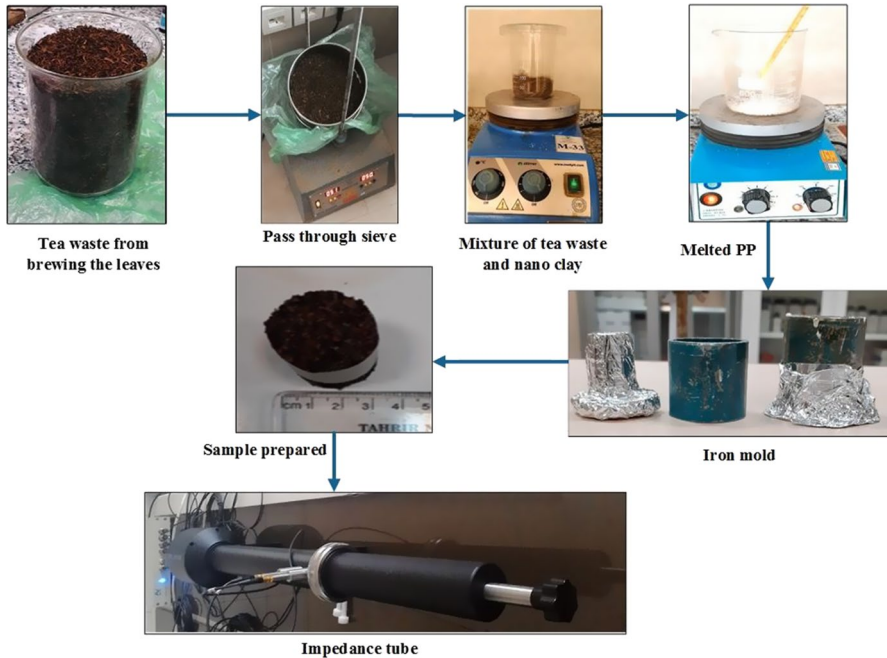 M-33
Tea waste from
brewing the leaves
Pass through sieve
Mixture of tea waste
and nano clay
Melted PP
cm 1 2 3 4 5
TAHRIR
Sample prepared
Iron mold
Impedance tube